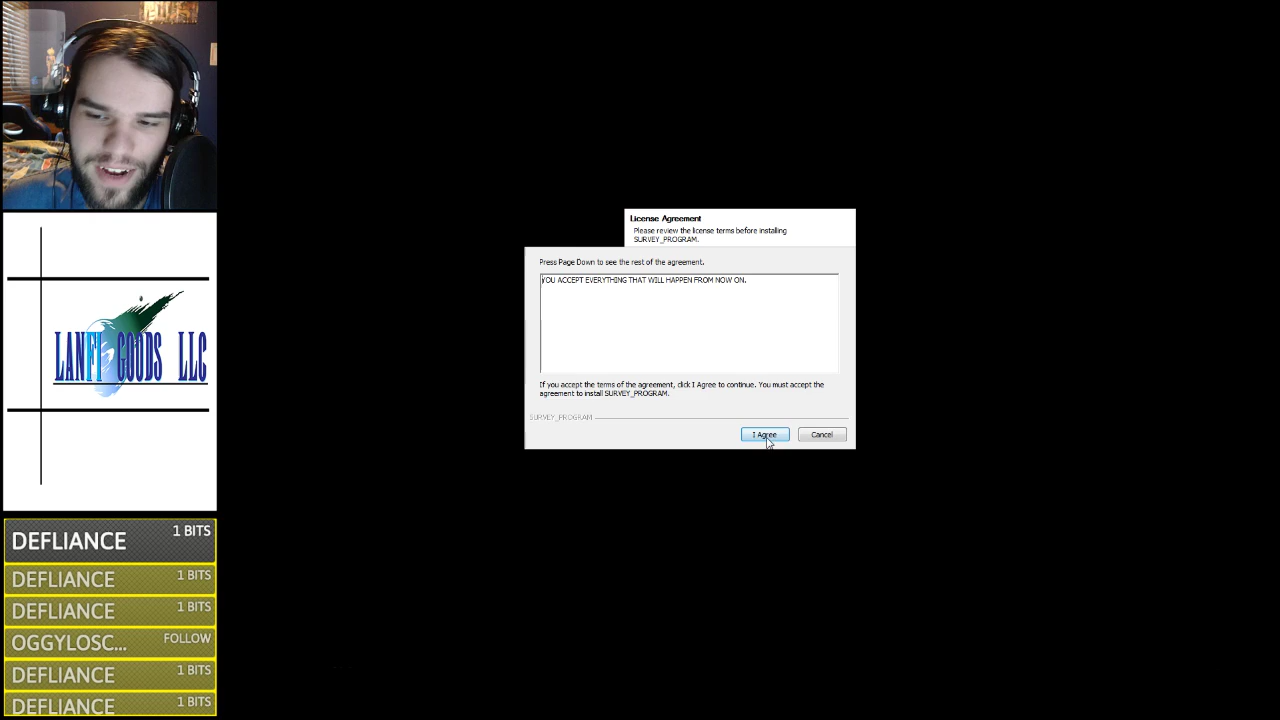 License Agreement
Please review the license terms before installing
SURVEY_PROGRAM.
Press Page Down to see the rest of the agreement.
YOU ACCEPT EVERYTHING THAT WILL HAPPEN FROM NOW ON.
If you accept the terms of the agreement, click I Agree to continue. You must accept the
agreement to install SURVEY_PROGRAM.
SURVEY_PROGRAM
I Agree
Cancel
LANFI GOODS LLC
DEFLIANCE 1 BITS
DEFLIANCE 1 BITS
DEFLIANCE 1 BITS
OGGYLOSC... FOLLOW
DEFLIANCE 1 BITS
DEFLIANCE 1 BITS